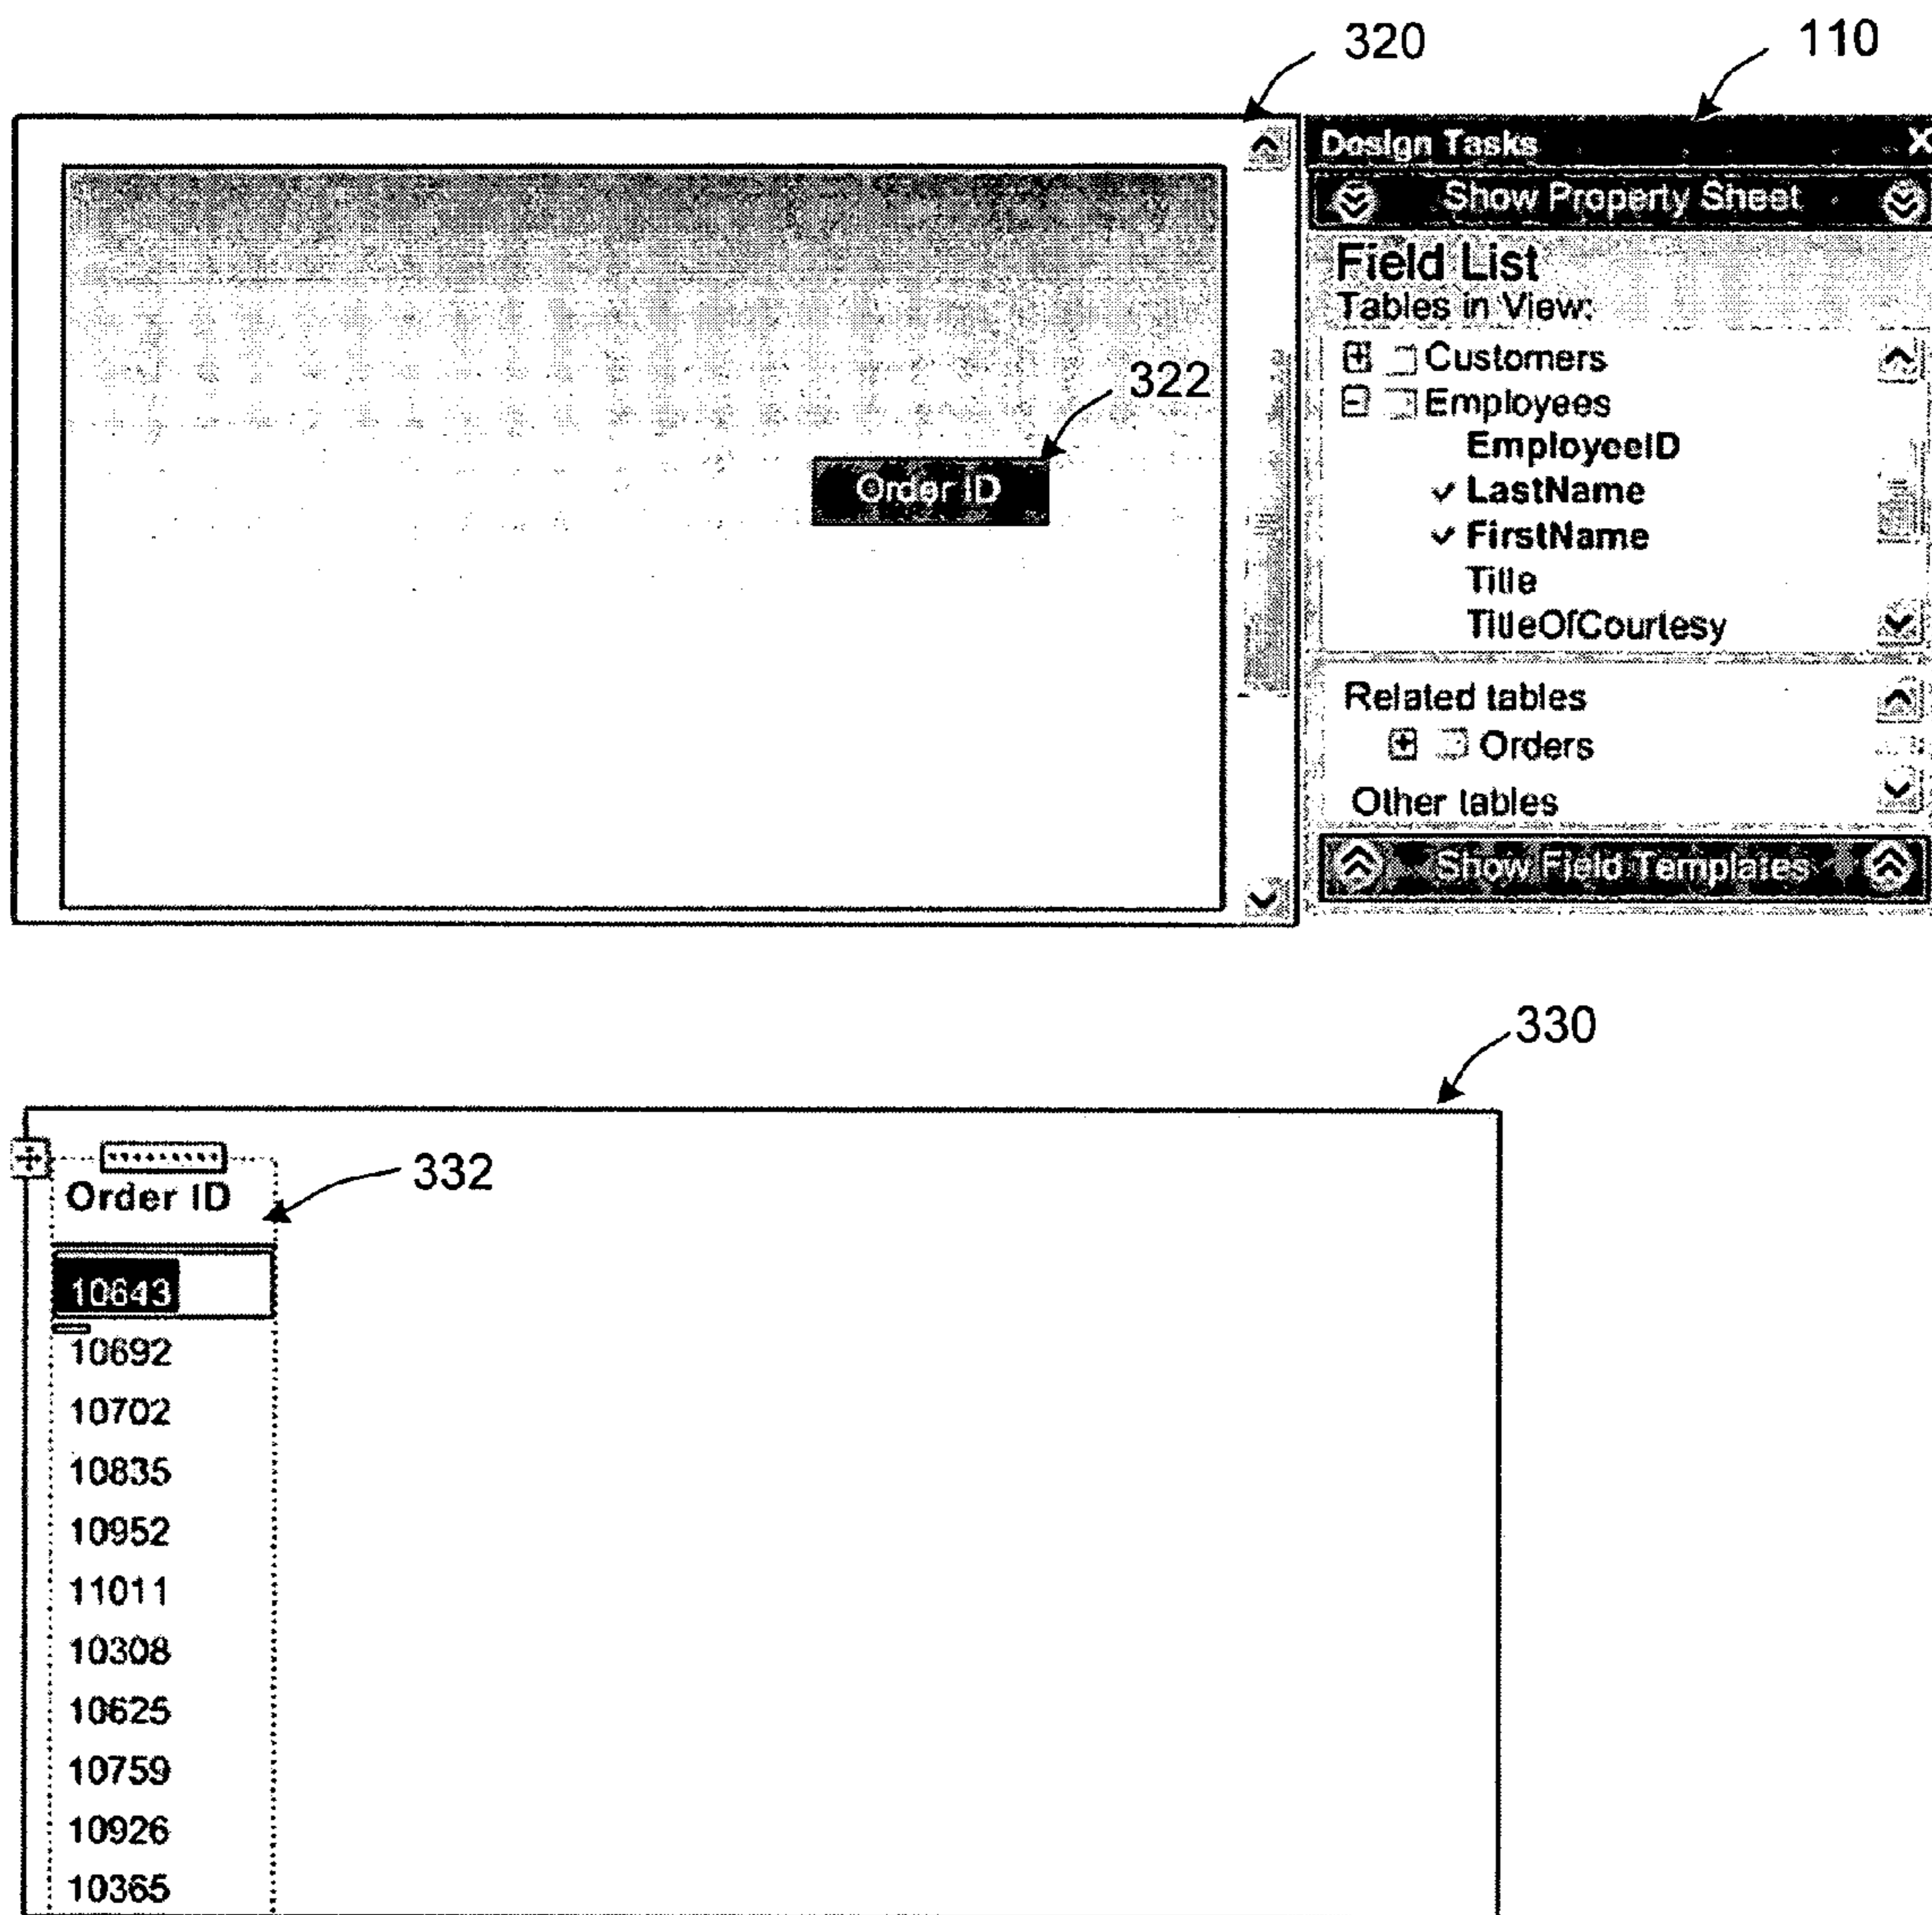 320
110
Design Tasks
Show Property Sheet
Field List
Tables in View:
Customers
Employees
EmployeeID
LastName
FirstName
Title
TitleOfCourtesy
322
Order ID
Related tables
Orders
Other tables
Show Field Templates
330
332
Order ID
10643
10692
10702
10835
10952
11011
10308
10625
10759
10926
10365